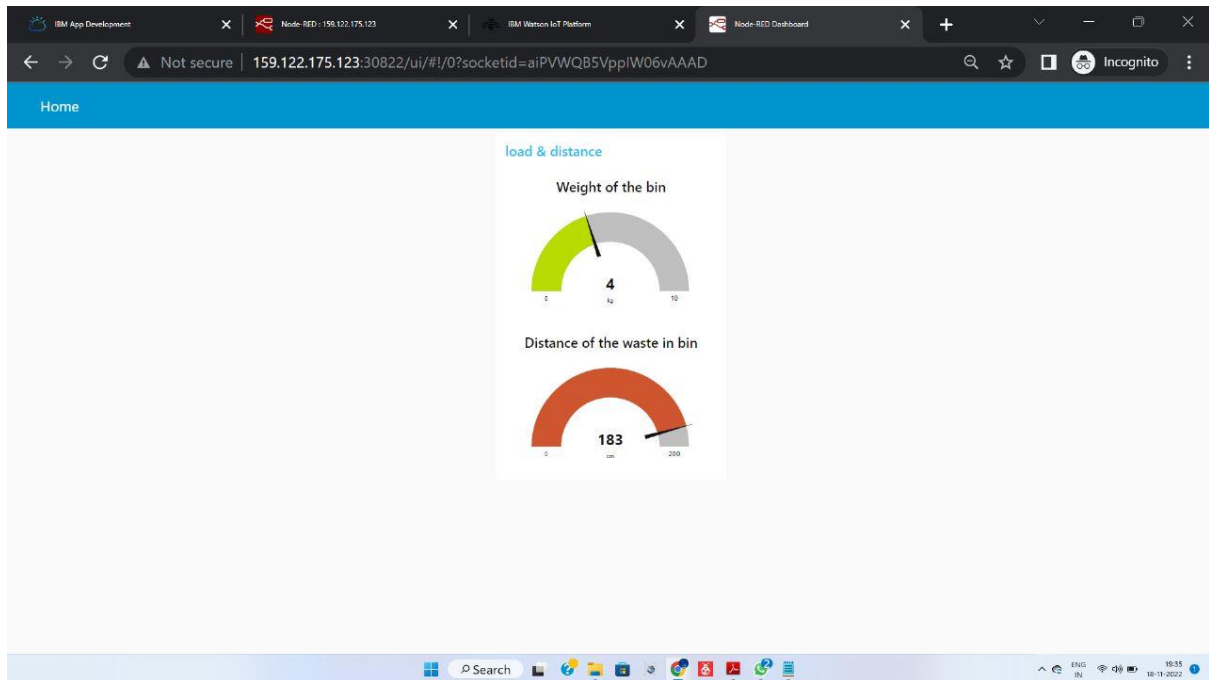 IBM App Development
Node-RED : 159.122.175.123
IBM Watson IoT Platform
Node-RED Dashboard
Not secure
159.122.175.123:30822/ui/#!/0?socketid=aiPVWQB5VppIW06vAAAD
Incognito
Home
load & distance
Weight of the bin
4
0
kg
10
Distance of the waste in bin
183
0
cm
200
Search
ENG
IN
19:35
18-11-2022